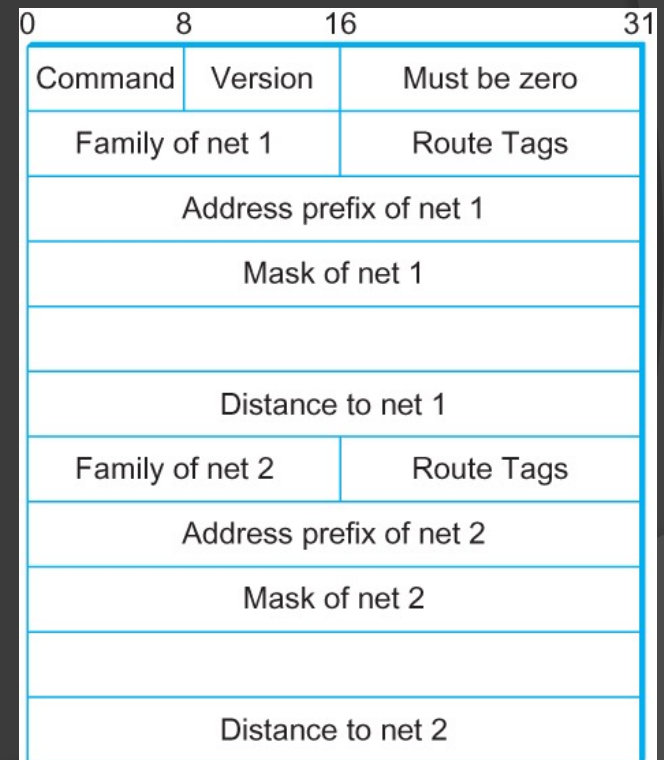 0 8 16 31
Command Version Must be zero
Family of net 1 Route Tags
Address prefix of net 1
Mask of net 1
Distance to net 1
Family of net 2 Route Tags
Address prefix of net 2
Mask of net 2
Distance to net 2